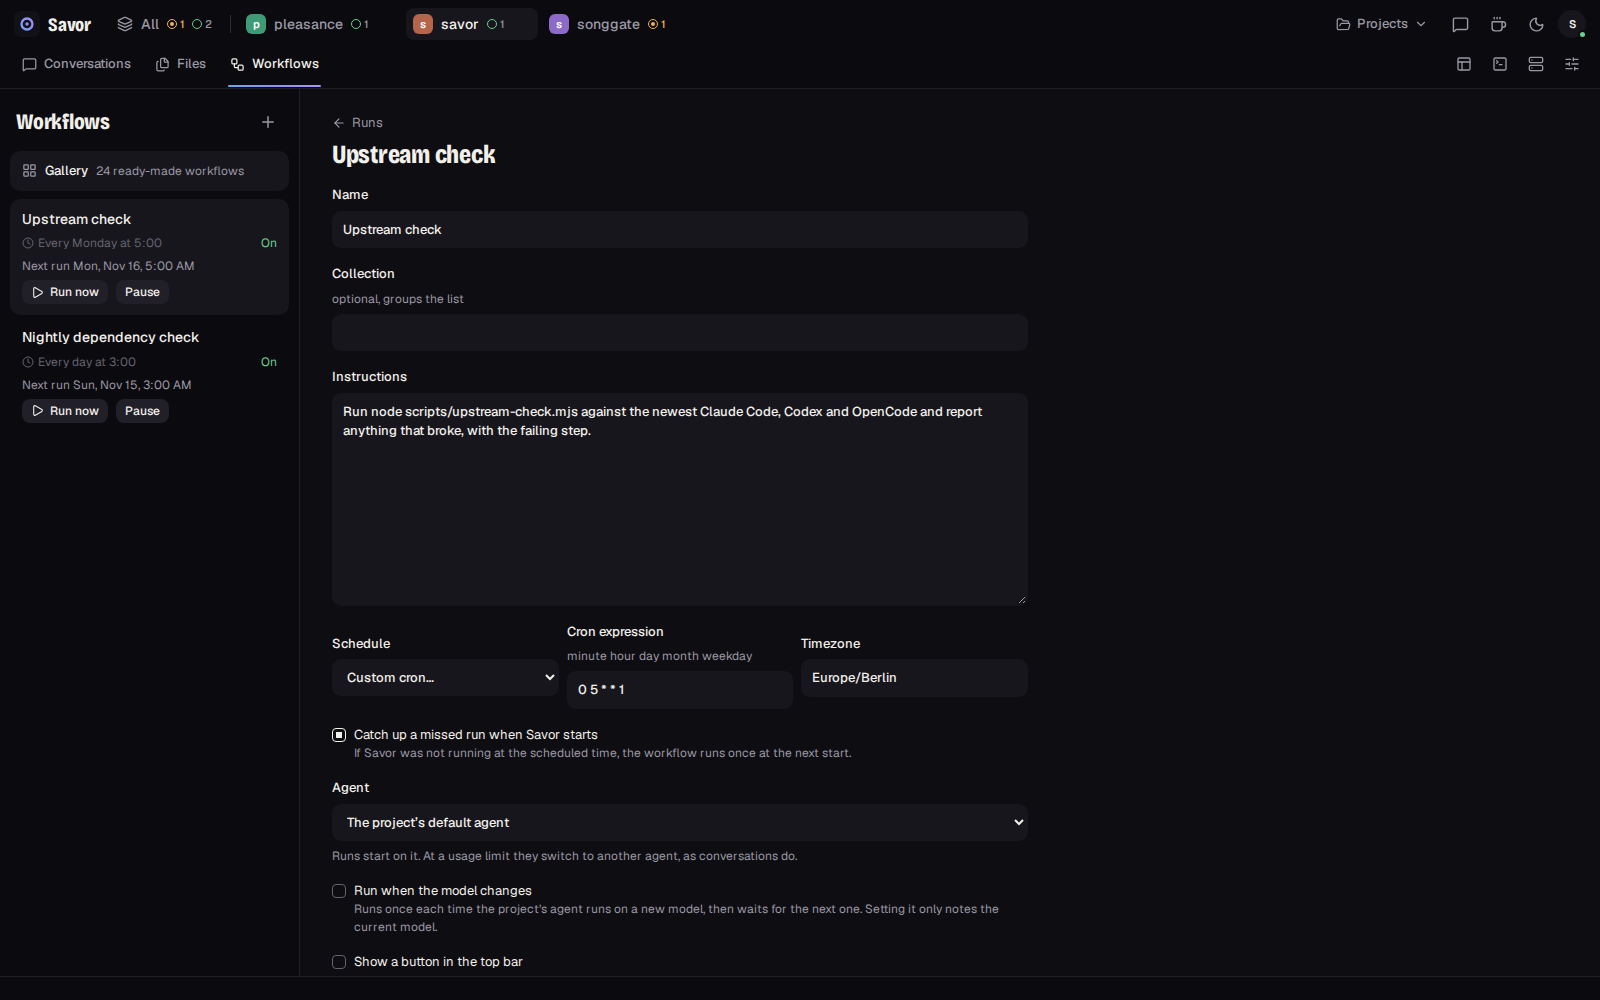 Savor
All 1 2
p pleasance 1
s savor 1
s songgate 1
Projects
S
Conversations
Files
Workflows
Workflows
Gallery 24 ready-made workflows
Upstream check
Every Monday at 5:00 On
Next run Mon, Nov 16, 5:00 AM
Run now Pause
Nightly dependency check
Every day at 3:00 On
Next run Sun, Nov 15, 3:00 AM
Run now Pause
Runs
Upstream check
Name
Upstream check
Collection
optional, groups the list
Instructions
Run node scripts/upstream-check.mjs against the newest Claude Code, Codex and OpenCode and report
anything that broke, with the failing step.
Schedule
Custom cron...
Cron expression
minute hour day month weekday
0 5 * * 1
Timezone
Europe/Berlin
Catch up a missed run when Savor starts
If Savor was not running at the scheduled time, the workflow runs once at the next start.
Agent
The project's default agent
Runs start on it. At a usage limit they switch to another agent, as conversations do.
Run when the model changes
Runs once each time the project's agent runs on a new model, then waits for the next one. Setting it only notes the
current model.
Show a button in the top bar